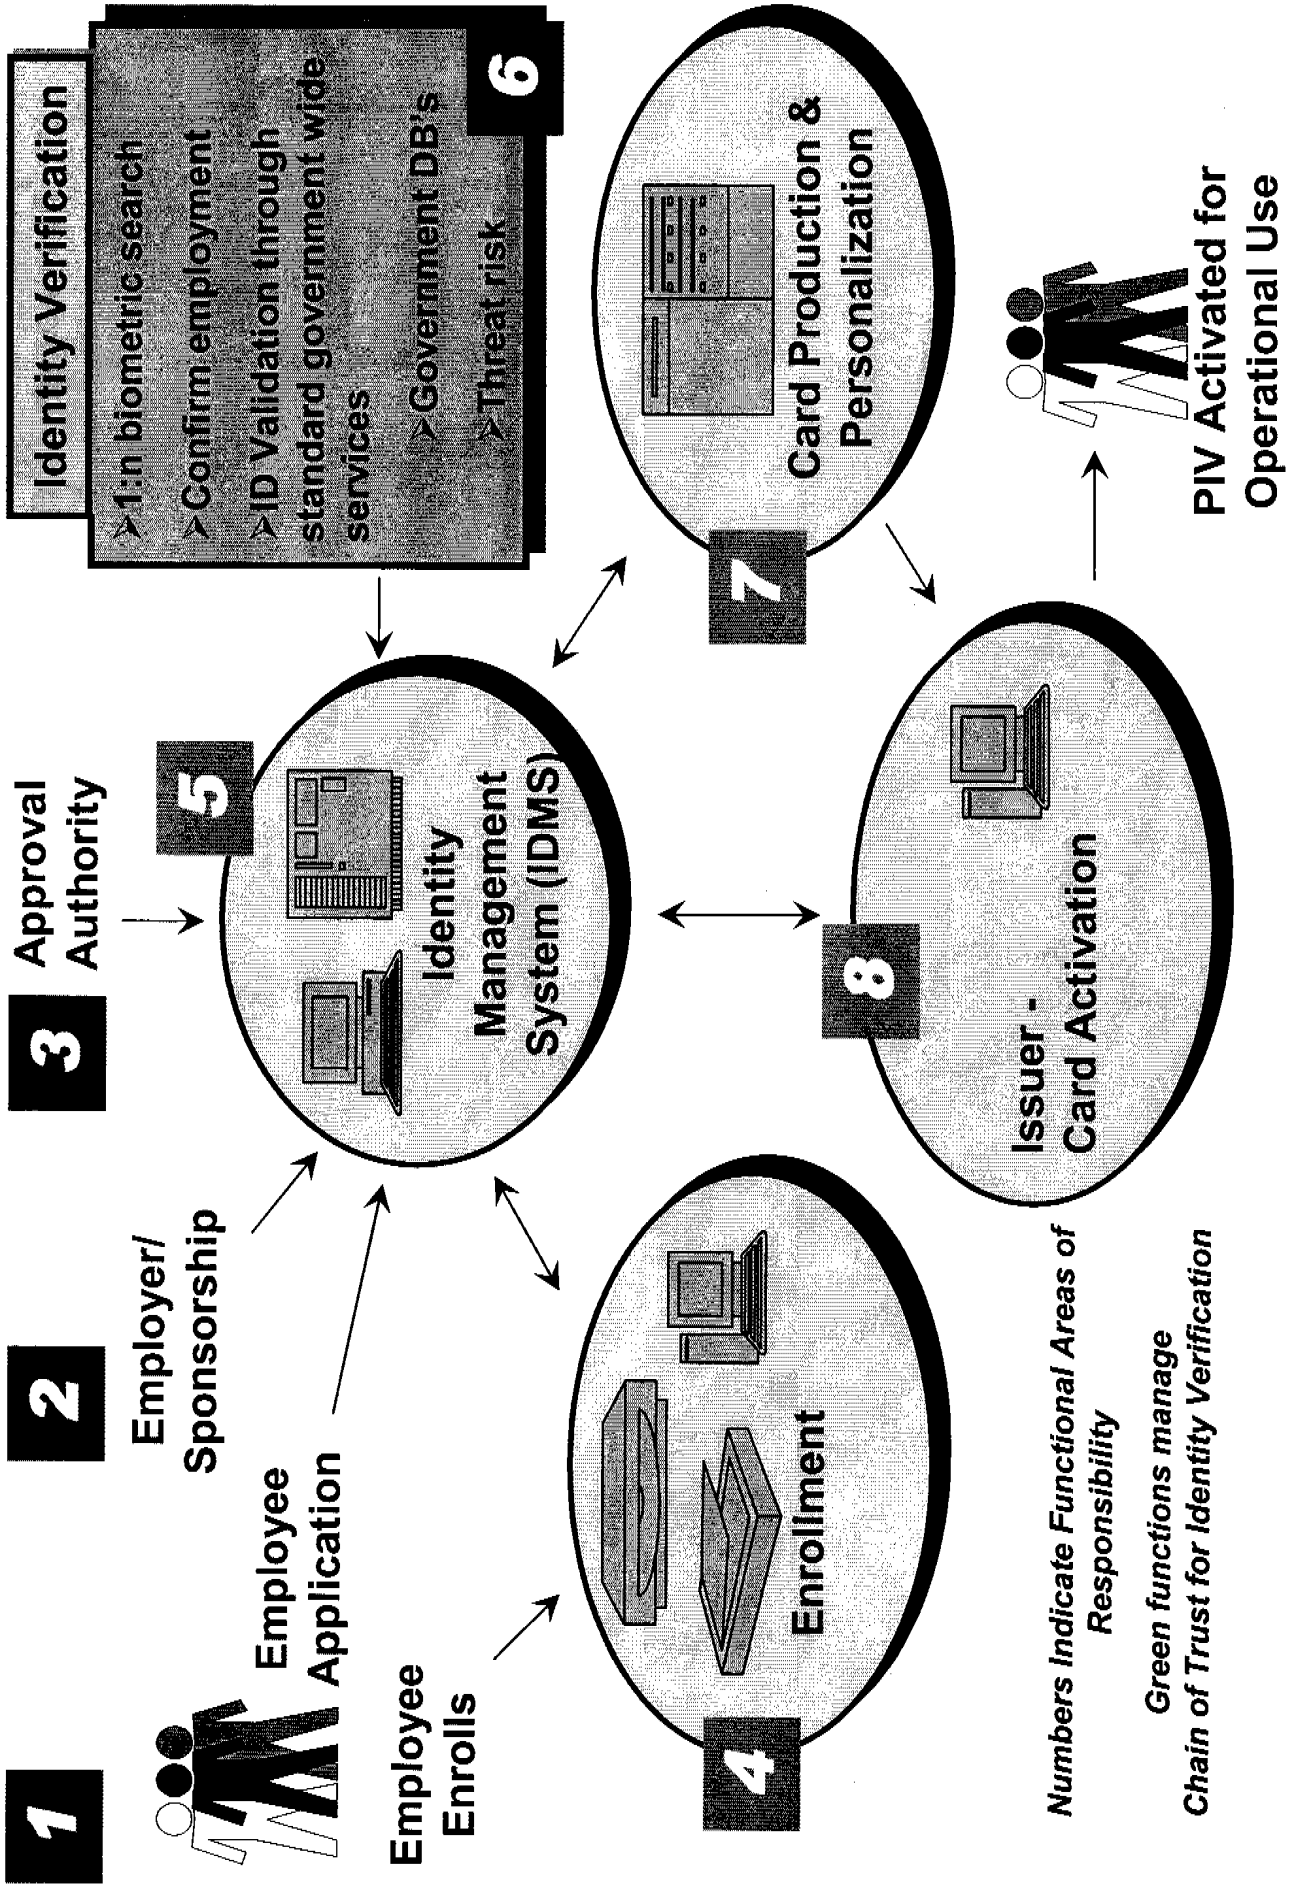 1
Employee
Application
Employee
Enrolls
2
Employer/
Sponsorship
3
Approval
Authority
4
Enrollment
5
Identity
Management
System (IDMS)
Identity Verification
➢1:n biometric search
➢Confirm employment
➢ID Validation through
standard government wide
services
➢Government DB's
➢Threat risk
6
7
Card Production &
Personalization
8
Issuer -
Card Activation
PIV Activated for
Operational Use
Numbers Indicate Functional Areas of
Responsibility
Green functions manage
Chain of Trust for Identity Verification